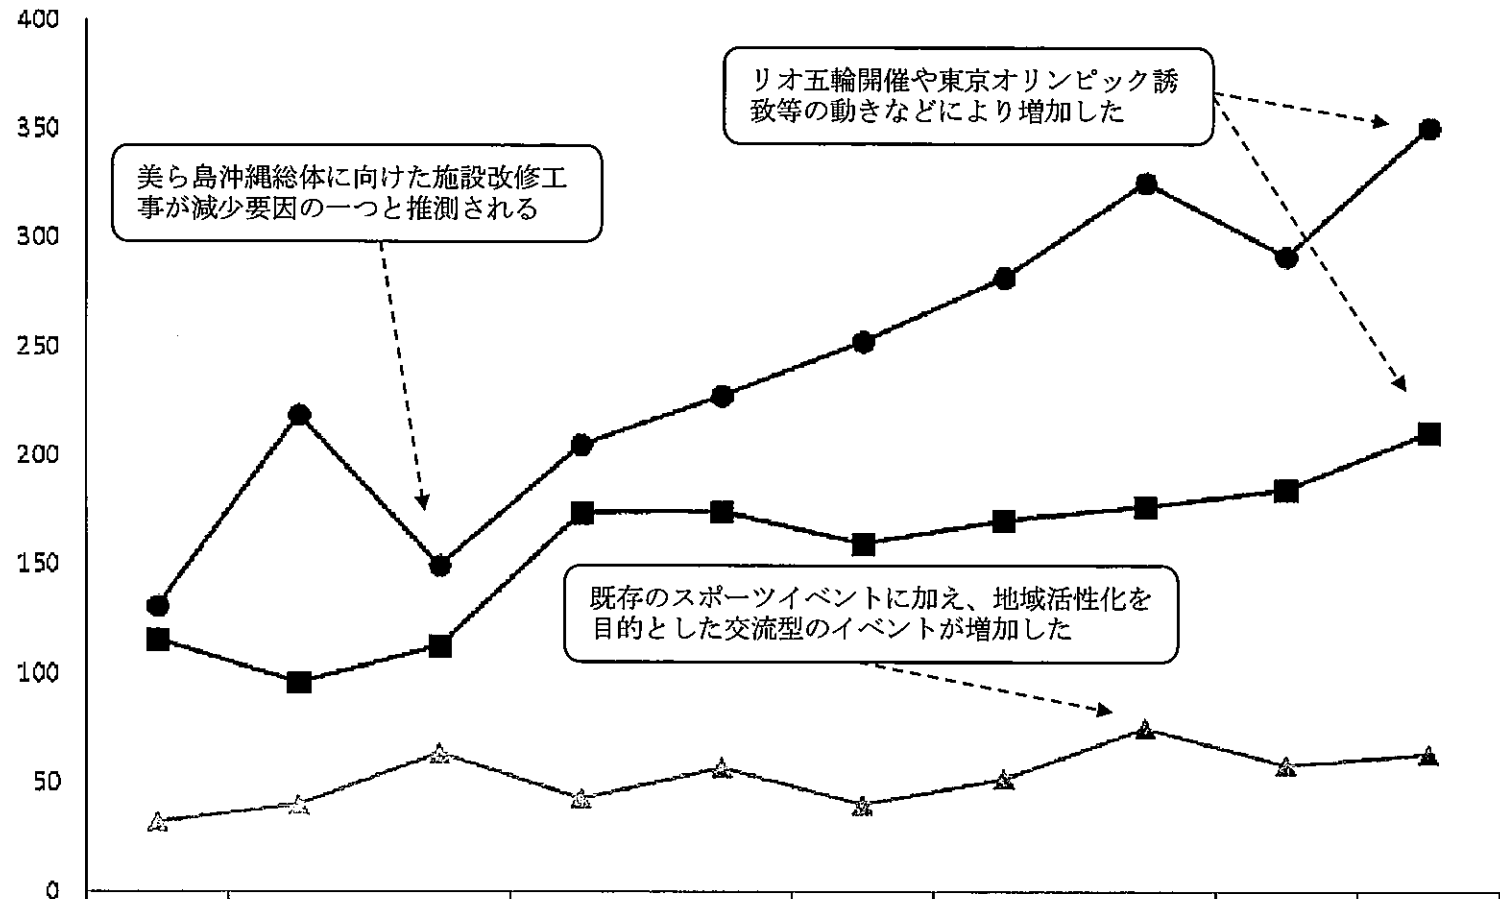 400
350
300
250
200
150
100
50
0
リオ五輪開催や東京オリンピック誘
致等の動きなどにより増加した
美ら島沖縄総体に向けた施設改修工
事が減少要因の一つと推測される
既存のスポーツイベントに加え、地域活性化を
目的とした交流型のイベントが増加した